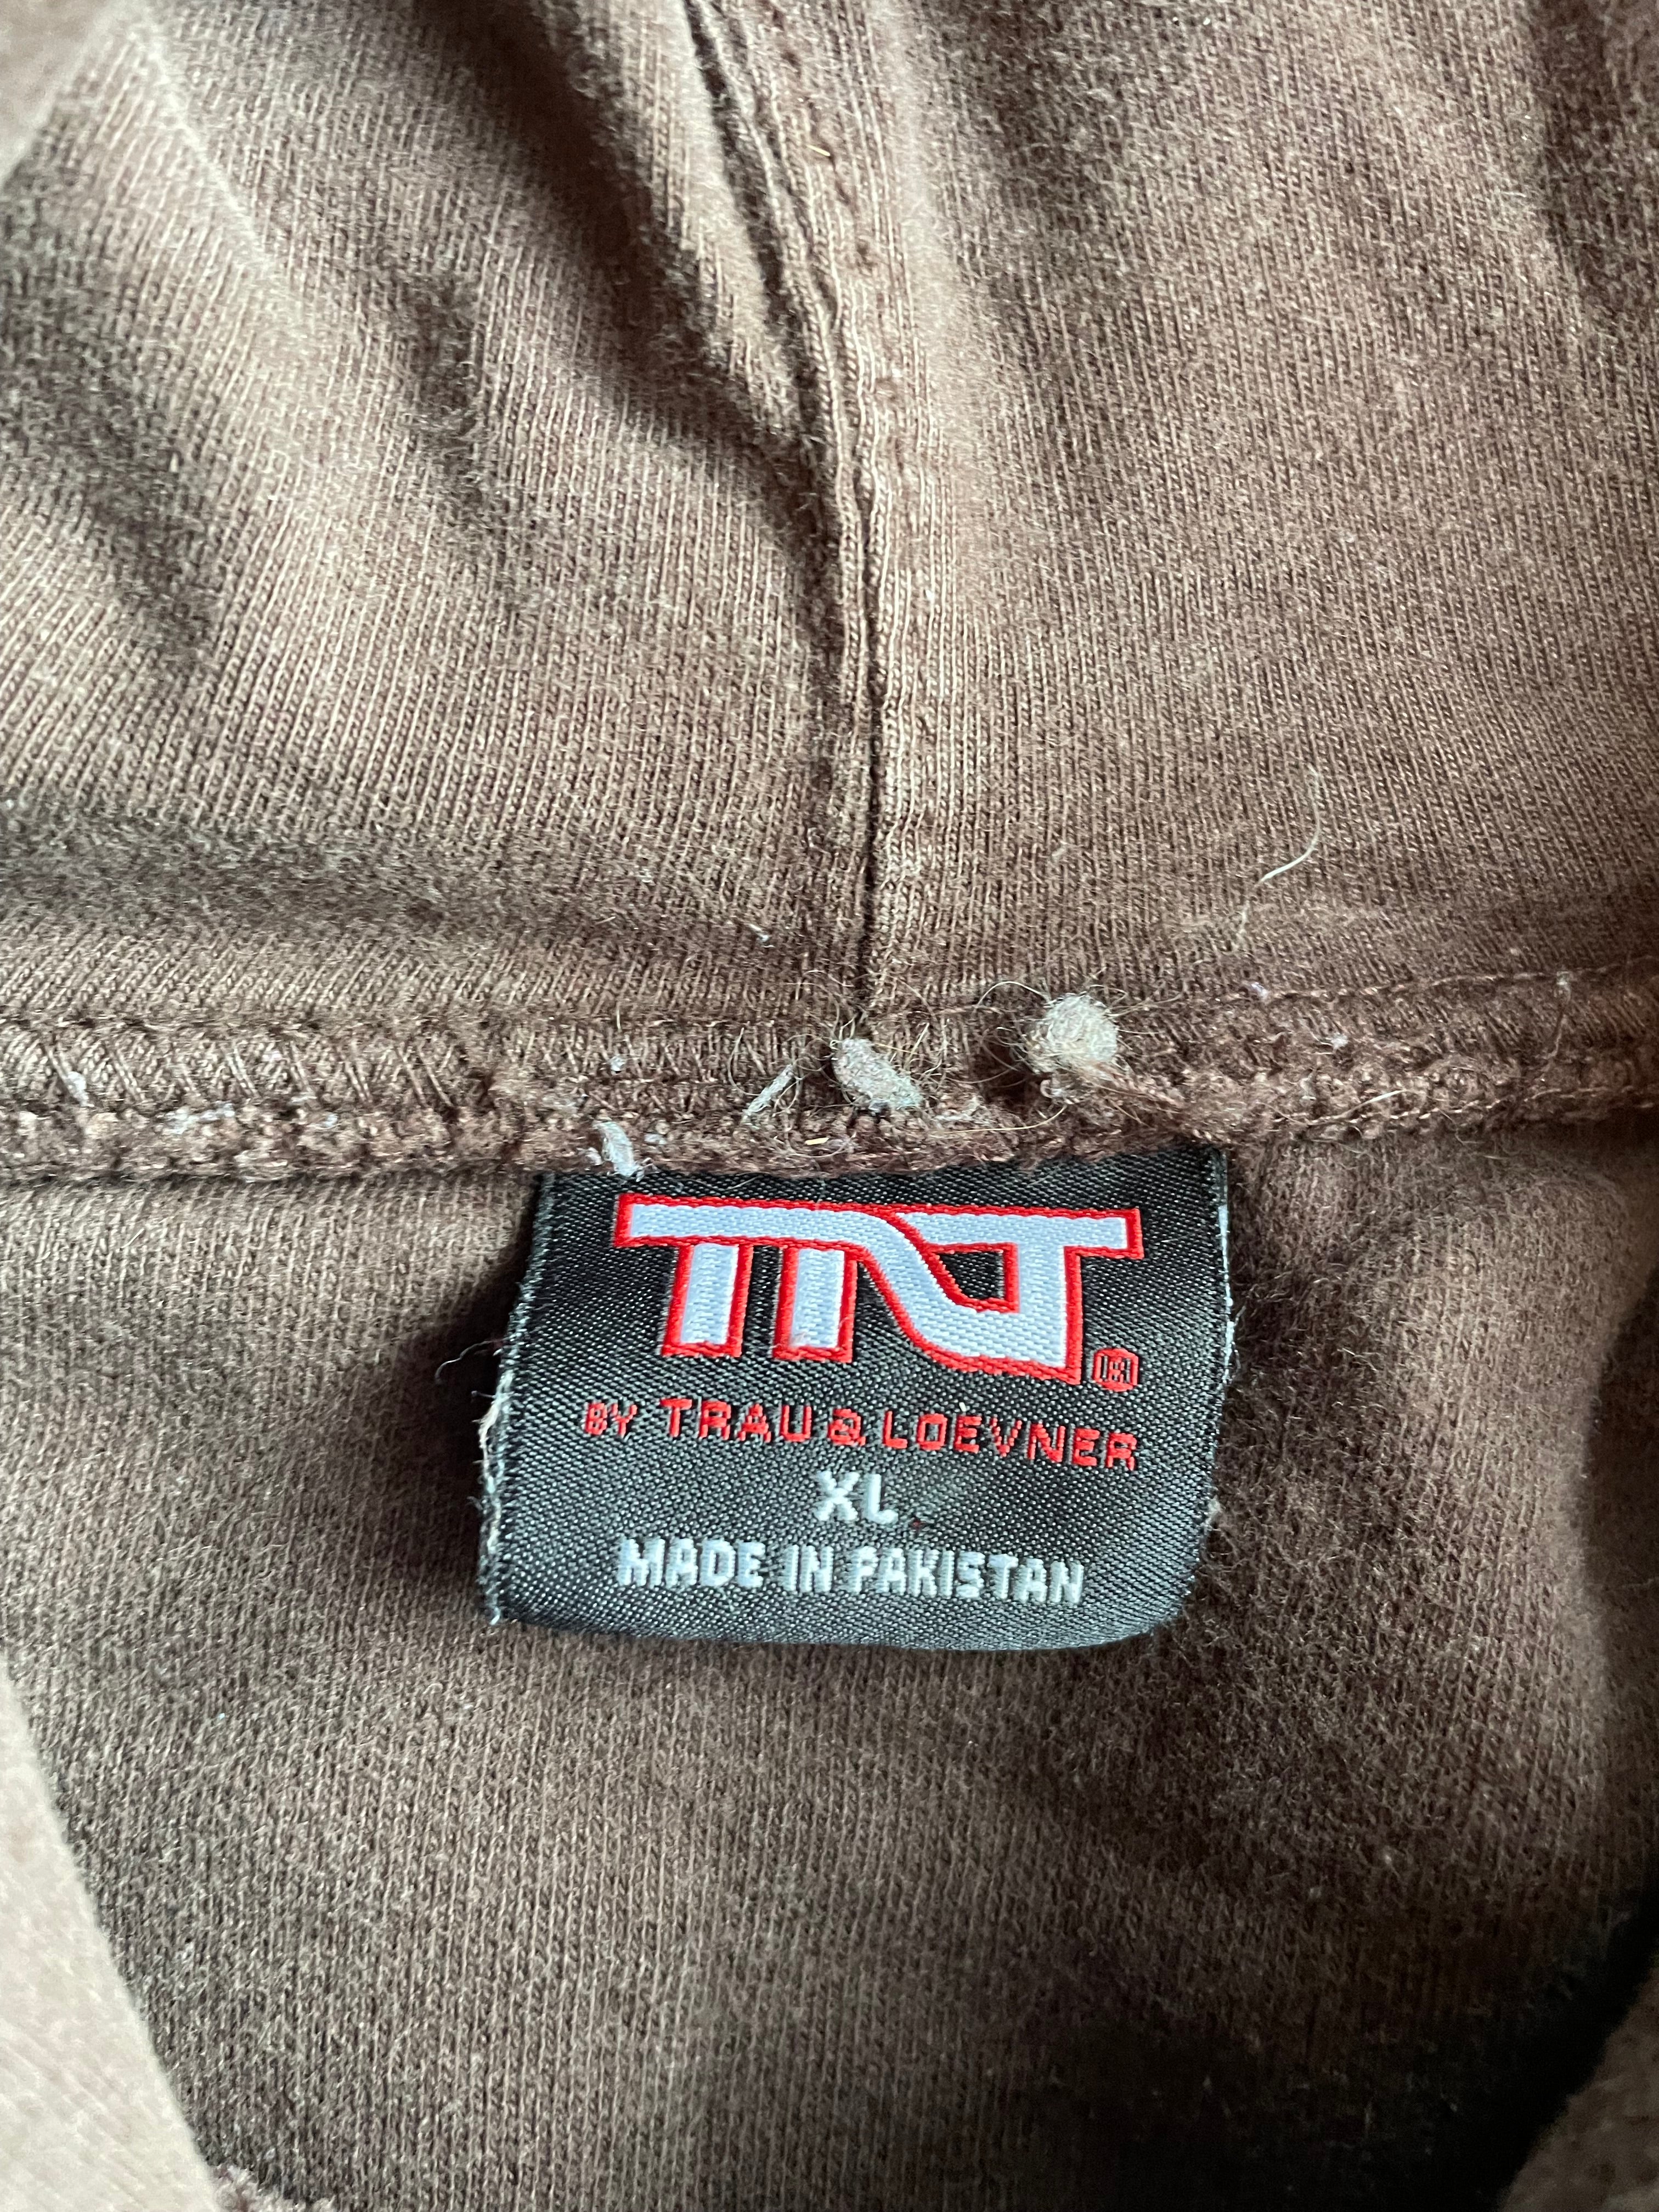 TNT®
BY TRAU & LOEVNER
XL
MADE IN PAKISTAN